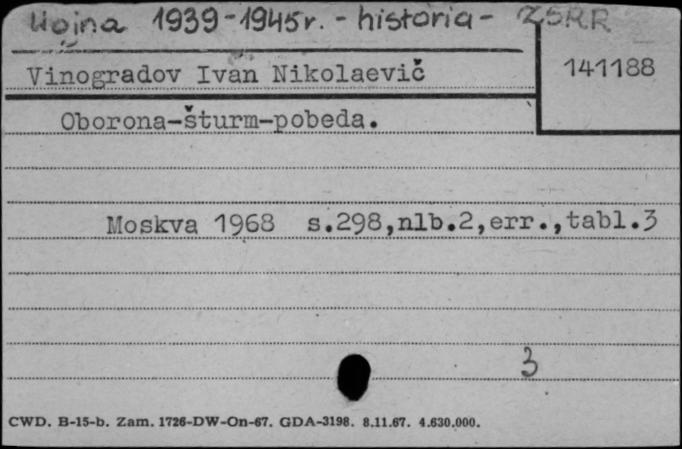 Wojna 1939-1945r. - historia - ZSRR
Vinogradov Ivan Nikolaevič
141188
Oborona-šturm-pobeda.
Moskva 1968 s.298,nlb.2,err.,tabl.3
3
CWD. B-15-b. Zam. 1726-DW-On-67. GDA-3198. 8.11.67. 4.630.000.